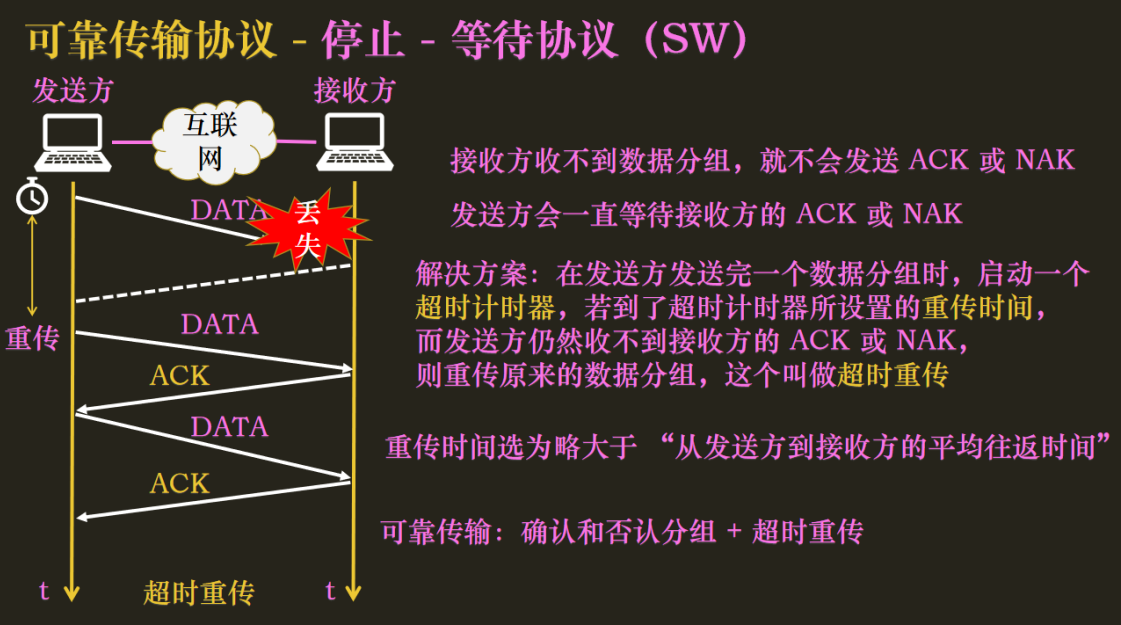 可靠传输协议 - 停止 - 等待协议（SW）
发送方
接收方
互联
网
接收方收不到数据分组，就不会发送 ACK 或 NAK
DATA
丢
失
发送方会一直等待接收方的 ACK 或 NAK
解决方案：在发送方发送完一个数据分组时，启动一个
超时计时器，若到了超时计时器所设置的重传时间，
而发送方仍然收不到接收方的 ACK 或 NAK，
则重传原来的数据分组，这个叫做超时重传
重传
DATA
ACK
DATA
ACK
重传时间选为略大于 “从发送方到接收方的平均往返时间”
可靠传输：确认和否认分组 + 超时重传
t
超时重传
t